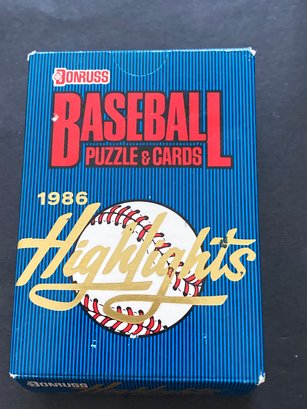 DONRUSS
BASEBALL
PUZZLE & CARDS
1986
Highlights
DONRUSS